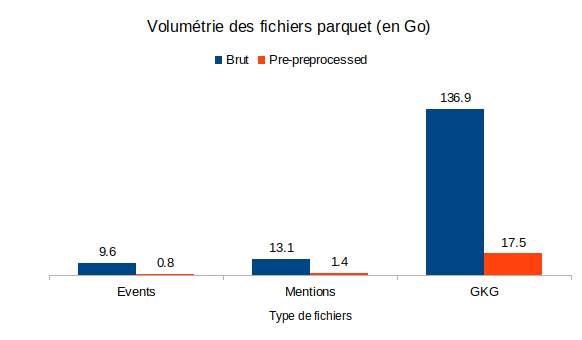 Volumétrie des fichiers parquet (en Go)
Brut Pre-preprocessed
136.9
9.6 0.8 13.1 1.4 17.5
Events Mentions GKG
Type de fichiers